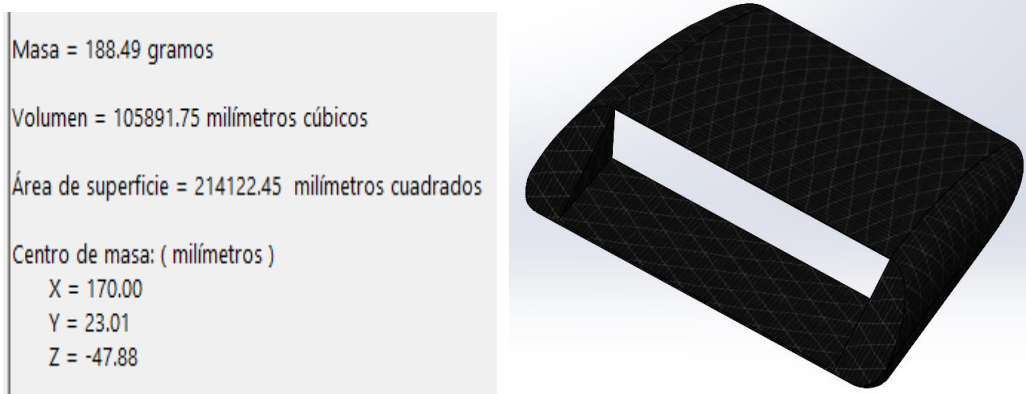 Masa = 188.49 gramos
Volumen = 105891.75 milímetros cúbicos
Área de superficie = 214122.45 milímetros cuadrados
Centro de masa: ( milímetros )
X = 170.00
Y = 23.01
Z = -47.88